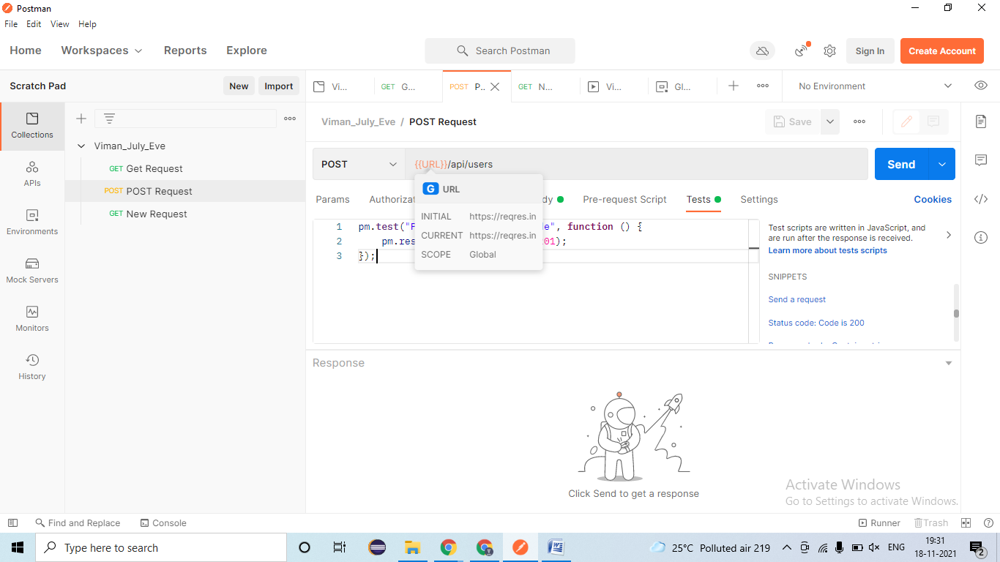 Postman
File Edit View Help
Home Workspaces Reports Explore Search Postman Sign In Create Account
Scratch Pad New Import Vi... GET G... POST P.. GET N... Vi... Gl... No Environment
Collections
APIs
Environments
Mock Servers
Monitors
History
Viman_July_Eve
GET Get Request
POST POST Request
GET New Request
Viman_July_Eve / POST Request Save
POST {{URL}}/api/users Send
G URL
INITIAL https://reqres.in
CURRENT https://reqres.in
SCOPE Global
Params Authorizat dy Pre-request Script Tests Settings Cookies
1 pm.test("P e", function () {
2 pm.res 01);
3 });
Test scripts are written in JavaScript, and
are run after the response is received.
Learn more about tests scripts
SNIPPETS
Send a request
Status code: Code is 200
Response
Click Send to get a response
Activate Windows
Go to Settings to activate Windows.
Find and Replace Console Runner Trash
Type here to search W 25°C Polluted air 219 ENG 19:31
18-11-2021 2